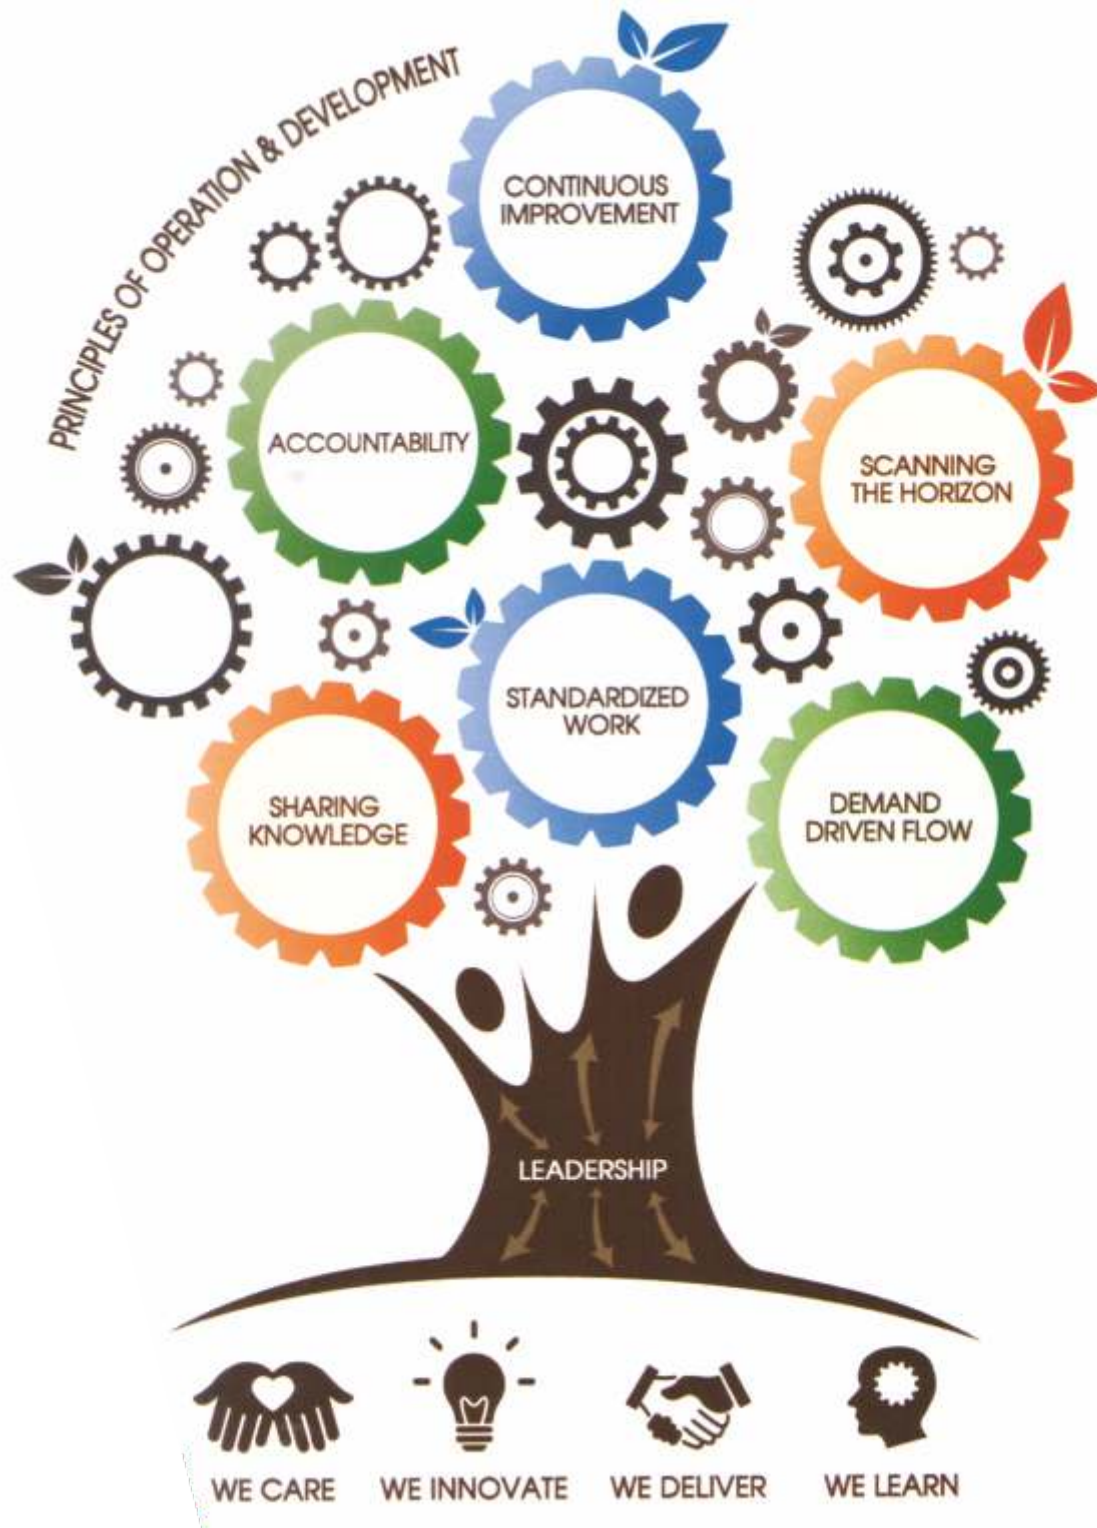 PRINCIPLES OF OPERATION & DEVELOPMENT
CONTINUOUS
IMPROVEMENT
ACCOUNTABILITY
SCANNING
THE HORIZON
STANDARDIZED
WORK
SHARING
KNOWLEDGE
DEMAND
DRIVEN FLOW
LEADERSHIP
WE CARE
WE INNOVATE
WE DELIVER
WE LEARN